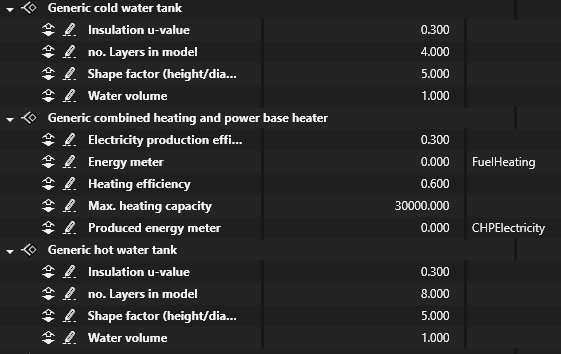 Generic cold water tank
Insulation u-value 0.300
no. Layers in model 4.000
Shape factor (height/dia... 5.000
Water volume 1.000
Generic combined heating and power base heater
Electricity production effi... 0.300
Energy meter 0.000 FuelHeating
Heating efficiency 0.600
Max. heating capacity 30000.000
Produced energy meter 0.000 CHPElectricity
Generic hot water tank
Insulation u-value 0.300
no. Layers in model 8.000
Shape factor (height/dia... 5.000
Water volume 1.000